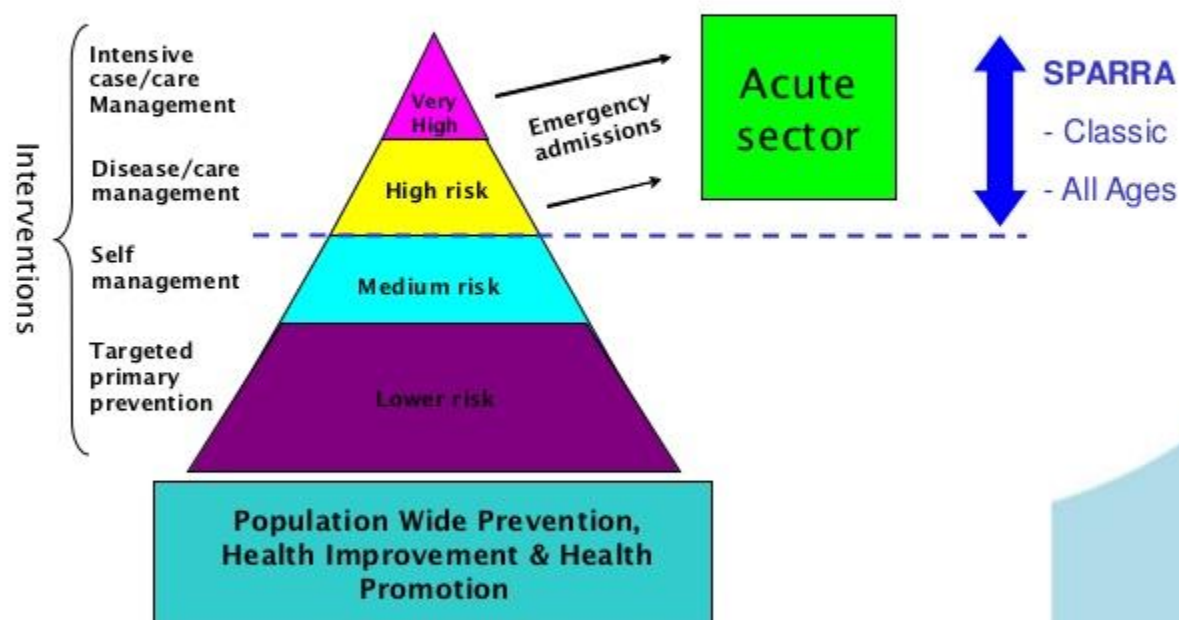 Interventions
Intensive
case/care
Management
Disease/care
management
Self
management
Targeted
primary
prevention
Very
High
High risk
Medium risk
Lower risk
Emergency
admissions
Acute
sector
SPARRA
- Classic
- All Ages
Population Wide Prevention,
Health Improvement & Health
Promotion